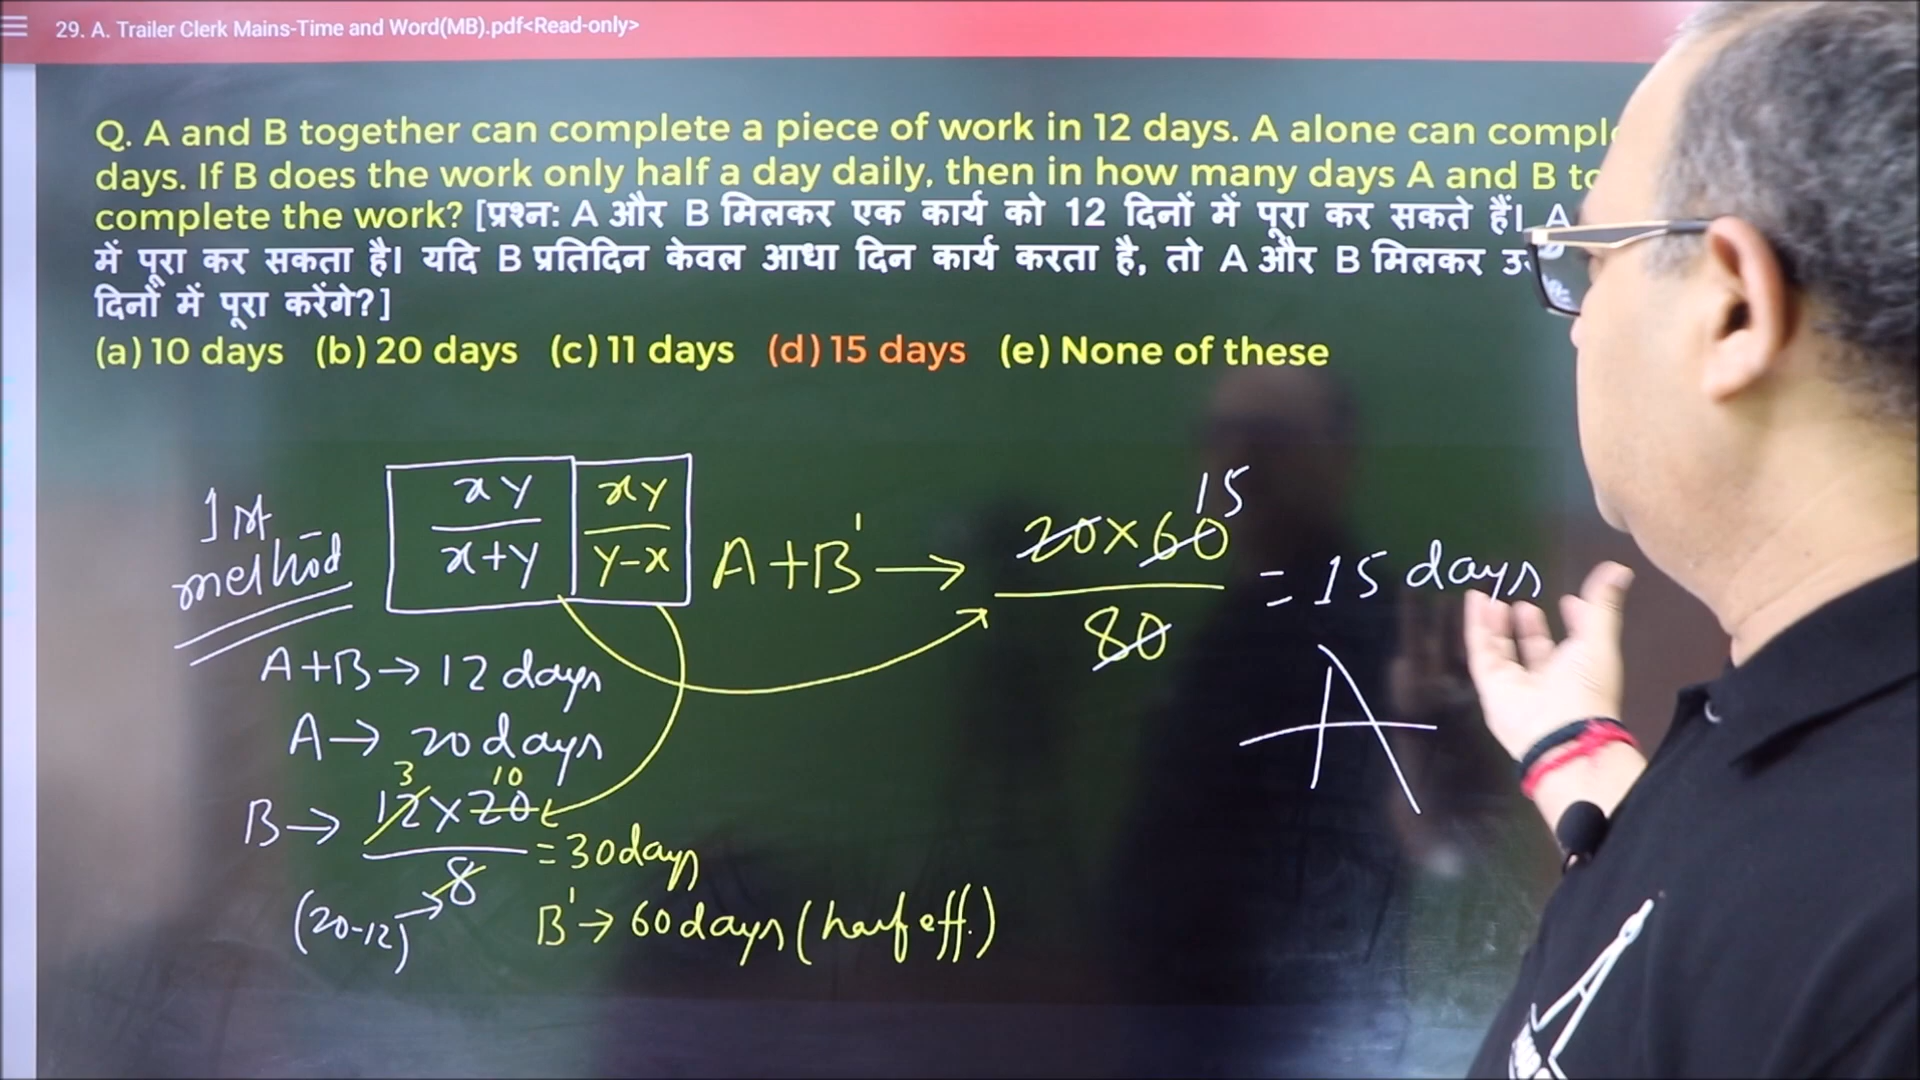 29. A. Trailer Clerk Mains-Time and Word(MB).pdf<Read-only>
Q. A and B together can complete a piece of work in 12 days. A alone can
days. If B does the work only half a day daily, then in how many days A and B
complete the work? [प्रश्न: A और B मिलकर एक कार्य को 12 दिनों में पूरा कर सकते हैं। A
में पूरा कर सकता है। यदि B प्रतिदिन केवल आधा दिन कार्य करता है, तो A और B मिलकर
दिनों में पूरा करेंगे?]
(a) 10 days (b) 20 days (c) 11 days (d) 15 days (e) None of these
1st method
xy/x+y xy/y-x
A+B' → 20×60/80 = 15 days
15
A+B → 12 days
A → 20 days
3 10
B → 12×20/8 = 30 days
(20-12) →
B' → 60 days (half eff.)
A